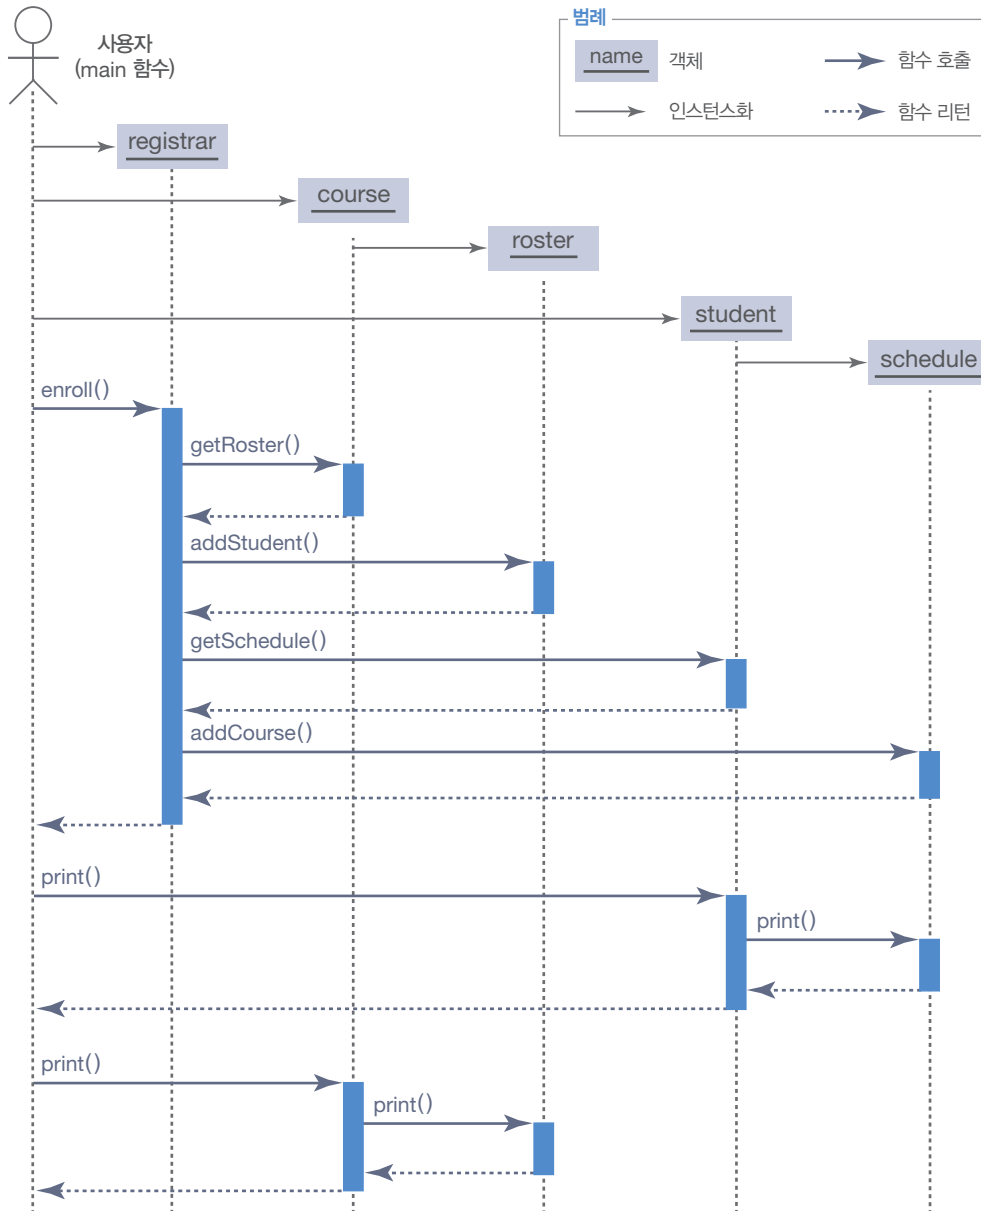 사용자
(main 함수)
범례
name 객체
함수 호출
인스턴스화
함수 리턴
registrar
course
roster
student
schedule
enroll()
getRoster()
addStudent()
getSchedule()
addCourse()
print()
print()
print()
print()